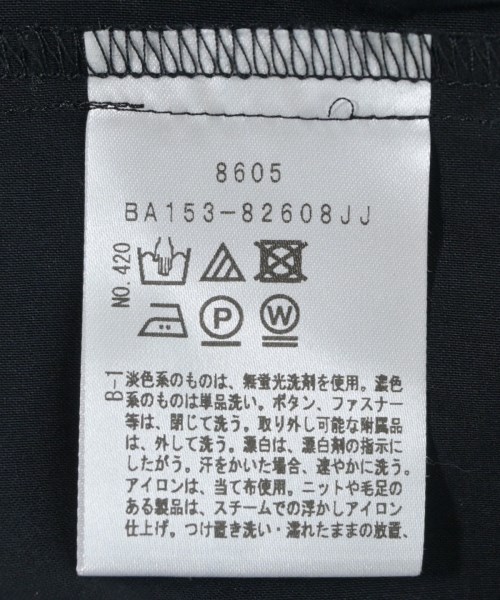 8605
BA153-82608JJ
NO. 420
P
W
B-1
淡色系のものは、無蛍光洗剤を使用。濃色
系のものは単品洗い。ボタン、ファスナー
等は、閉じて洗う。取り外し可能な附属品
は、外して洗う。漂白は、漂白剤の指示に
したがう。汗をかいた場合、速やかに洗う。
アイロンは、当て布使用。ニットや毛足の
ある製品は、スチームでの浮かしアイロン
仕上げ。つけ置き洗い・濡れたままの放置、